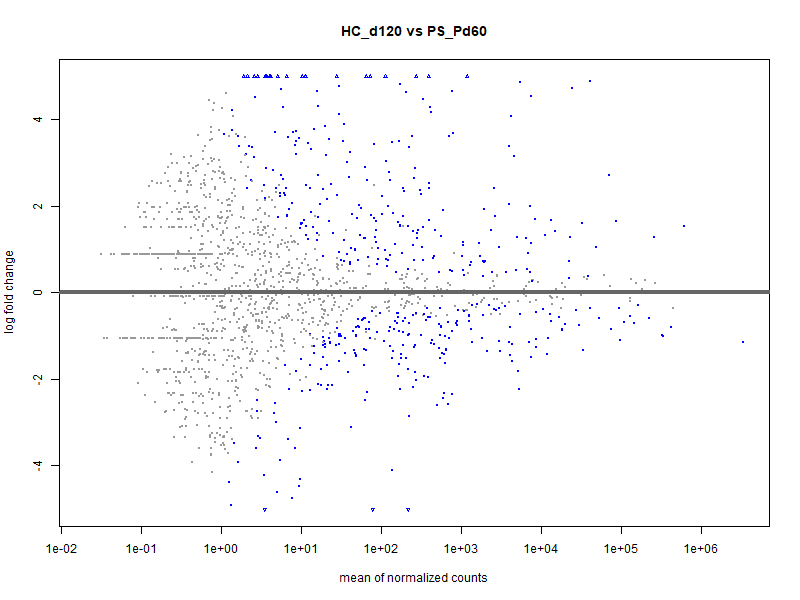 HC_d120 vs PS_Pd60
log fold change
4
2
0
-2
-4
1e-02 1e-01 1e+00 1e+01 1e+02 1e+03 1e+04 1e+05 1e+06
mean of normalized counts